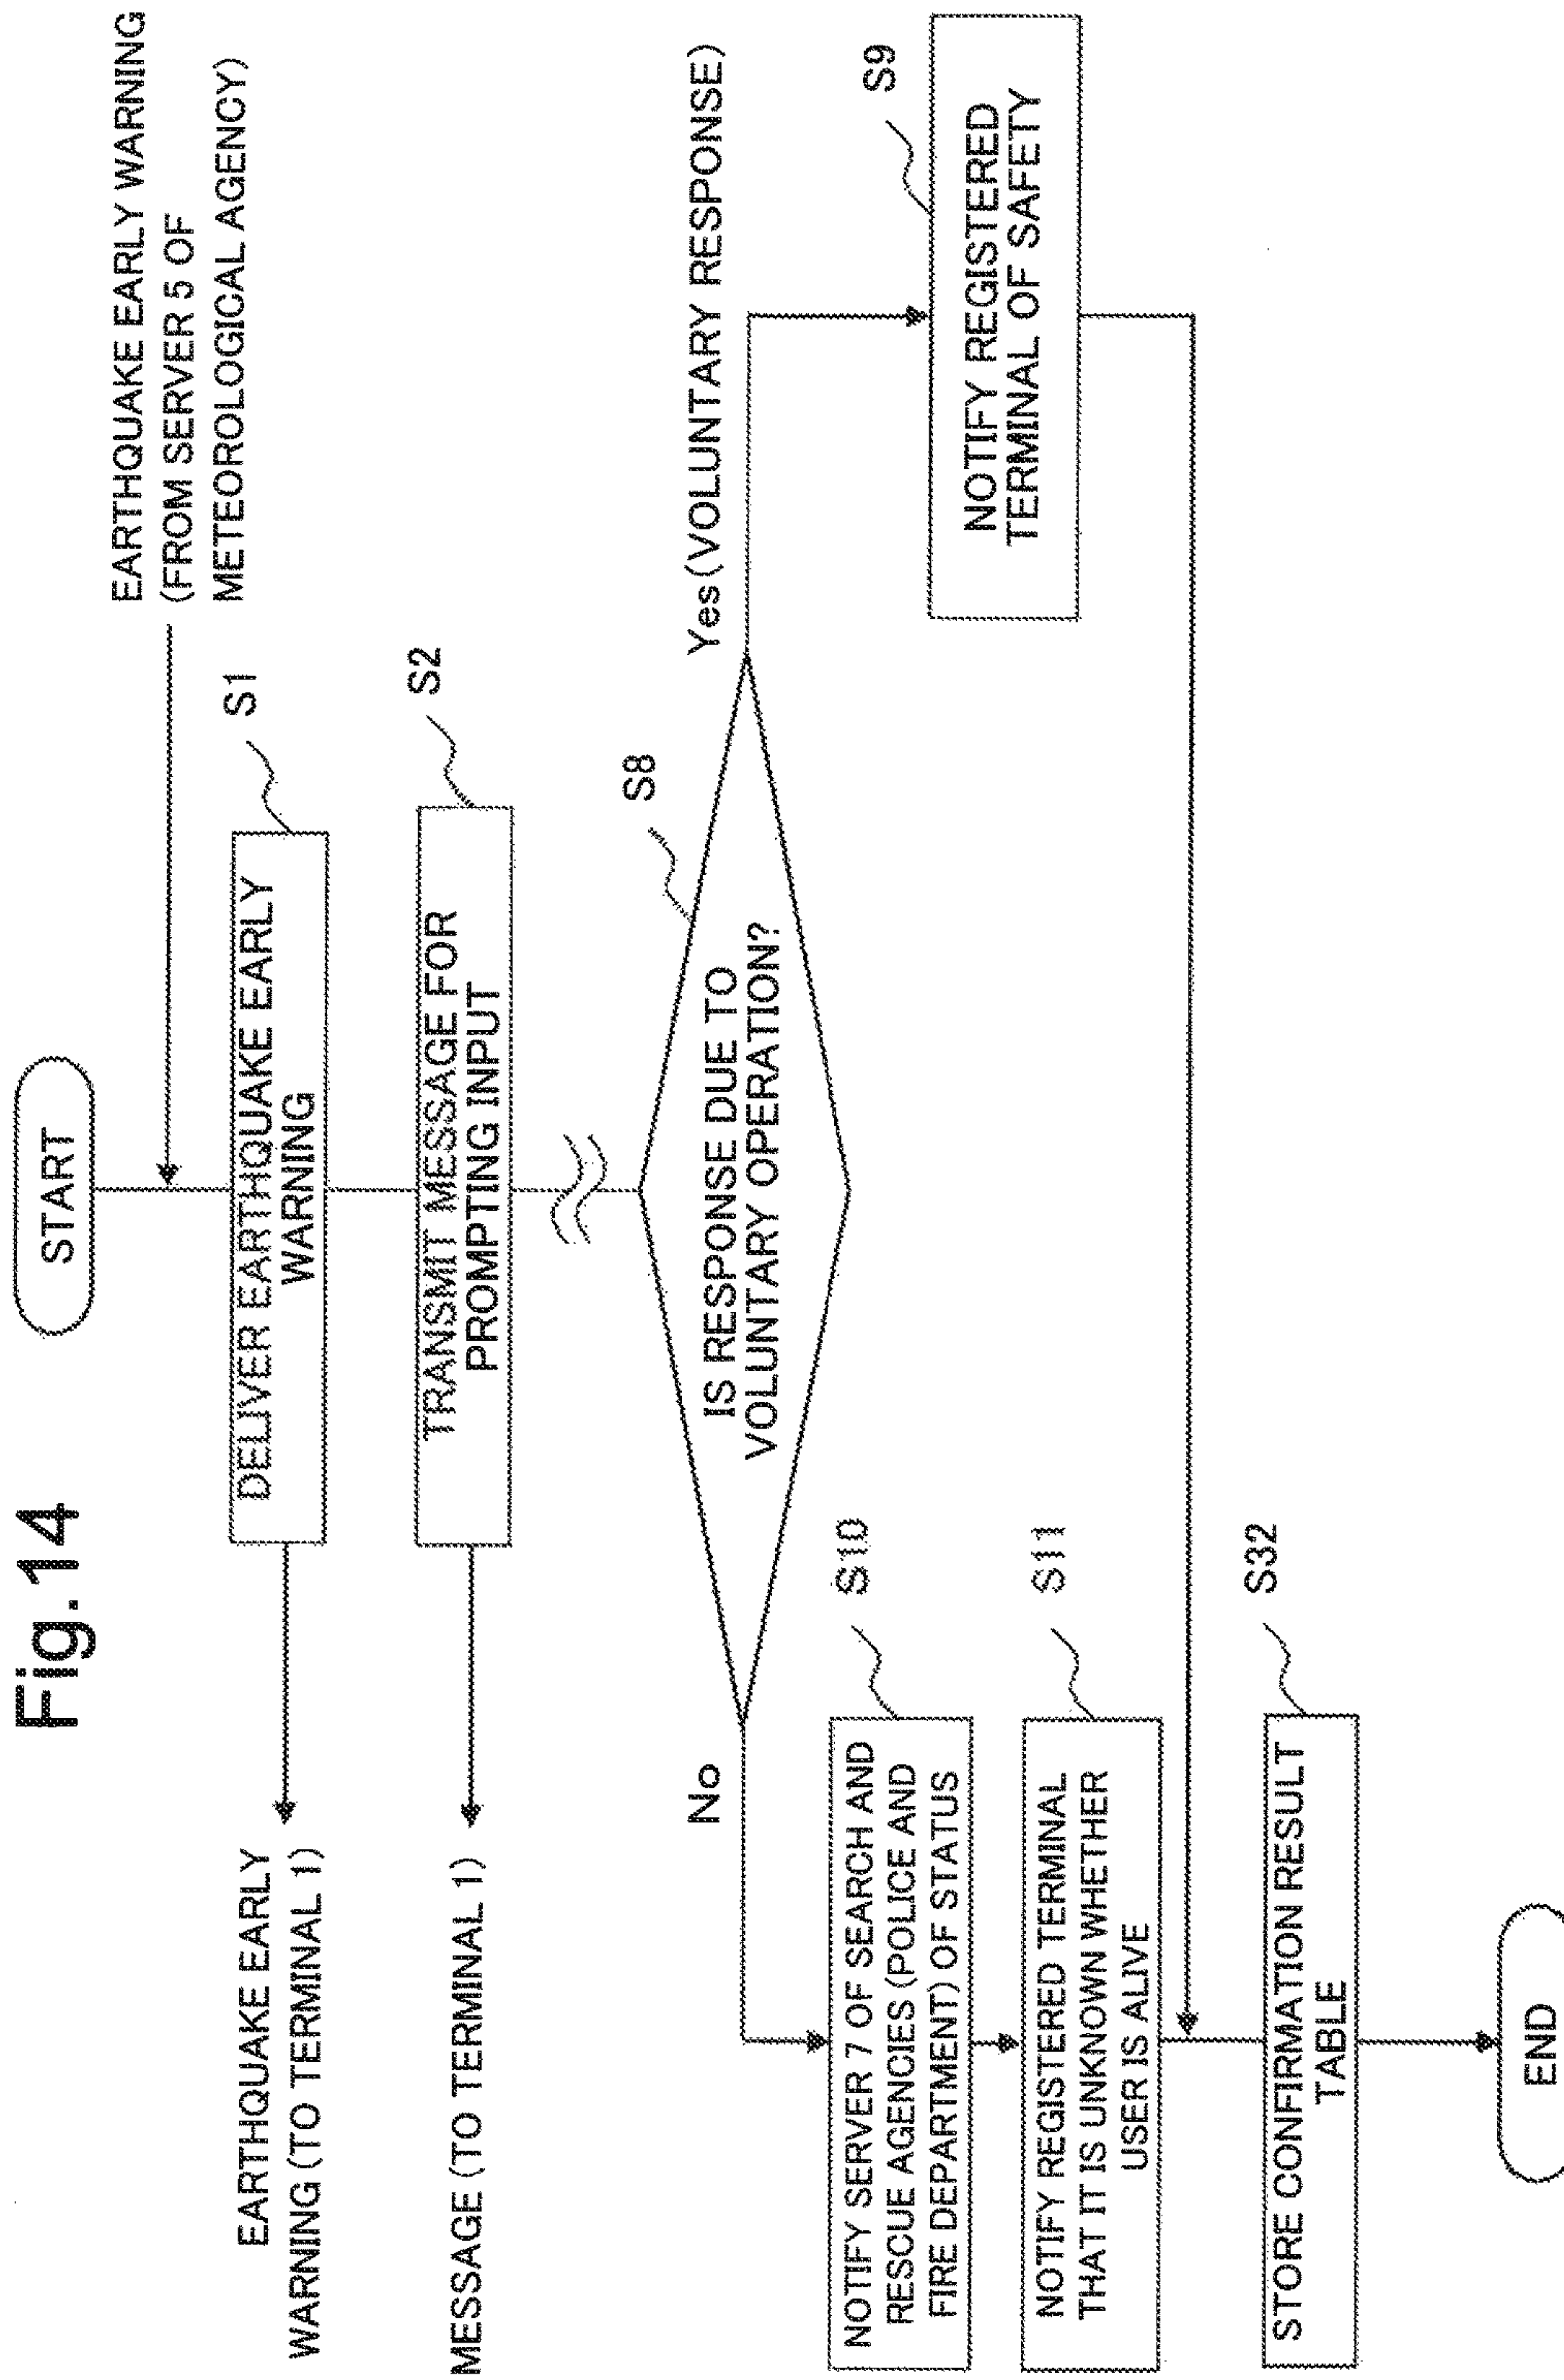 Fig.14
START
EARTHQUAKE EARLY WARNING
(FROM SERVER 5 OF
METEOROLOGICAL AGENCY)
S1
DELIVER EARTHQUAKE EARLY
WARNING
EARTHQUAKE EARLY
WARNING (TO TERMINAL 1)
S2
TRANSMIT MESSAGE FOR
PROMPTING INPUT
MESSAGE (TO TERMINAL 1)
S8
IS RESPONSE DUE TO
VOLUNTARY OPERATION?
Yes(VOLUNTARY RESPONSE)
No
S9
NOTIFY REGISTERED
TERMINAL OF SAFETY
S10
NOTIFY SERVER 7 OF SEARCH AND
RESCUE AGENCIES (POLICE AND
FIRE DEPARTMENT) OF STATUS
S11
NOTIFY REGISTERED TERMINAL
THAT IT IS UNKNOWN WHETHER
USER IS ALIVE
S32
STORE CONFIRMATION RESULT
TABLE
END